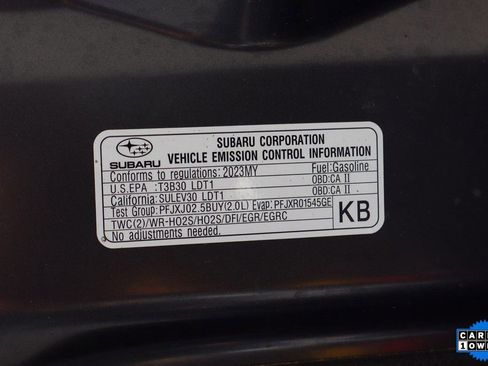 SUBARU CORPORATION
SUBARU VEHICLE EMISSION CONTROL INFORMATION
Conforms to regulations: 2023MY Fuel:Gasoline
U.S.EPA :T3B30 LDT1 OBD:CA II
California:SULEV30 LDT1 OBD:CA II
Test Group:PFJXJ02.5BUY(2.0L) Evap:PFJXR01545GE
TWC(2)/WR-HO2S/HO2S/DFI/EGR/EGRC KB
No adjustments needed.
1